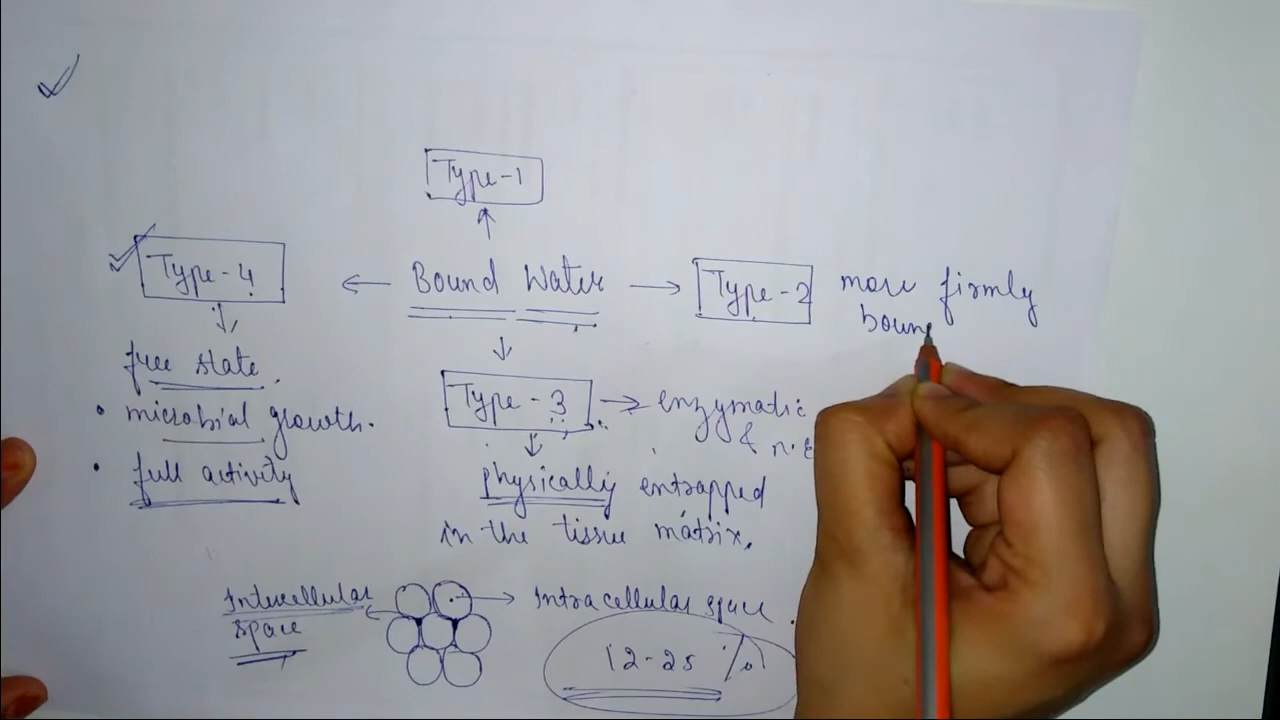 Type-1
Type-4
Bound Water
Type-2
more firmly
boun
free state.
• microbial growth.
• full activity
Type-3
enzymatic
& n.E
physically entrapped
in the tissue matrix.
Intercellular
space
Intracellular space.
12-25 %